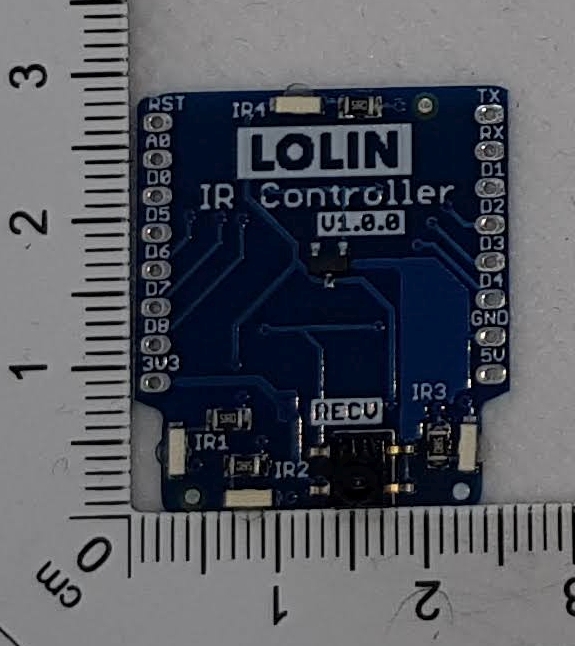 3
2
1
0
cm
1
2
3
RST
A0
D0
D5
D6
D7
D8
3V3
IR4
LOLIN
IR Controller
V1.0.0
TX
RX
D1
D2
D3
D4
GND
5V
RECV
IR3
IR1
IR2